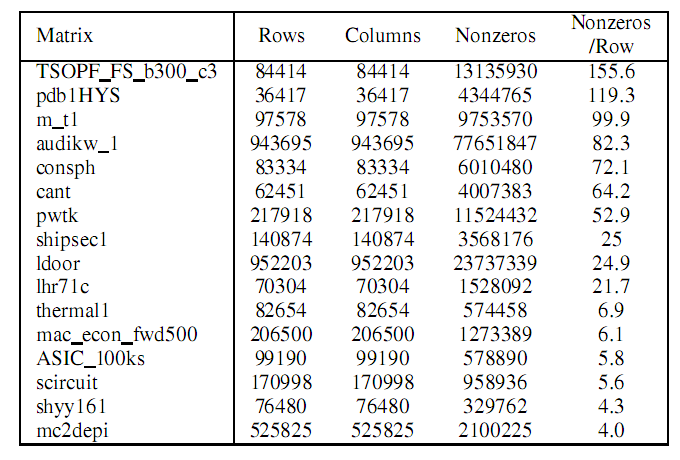 Matrix Rows Columns Nonzeros Nonzeros /Row
TSOPF_FS_b300_c3 84414 84414 13135930 155.6
pdb1HYS 36417 36417 4344765 119.3
m_t1 97578 97578 9753570 99.9
audikw_1 943695 943695 77651847 82.3
consph 83334 83334 6010480 72.1
cant 62451 62451 4007383 64.2
pwtk 217918 217918 11524432 52.9
shipsec1 140874 140874 3568176 25
ldoor 952203 952203 23737339 24.9
lhr71c 70304 70304 1528092 21.7
thermal1 82654 82654 574458 6.9
mac_econ_fwd500 206500 206500 1273389 6.1
ASIC_100ks 99190 99190 578890 5.8
scircuit 170998 170998 958936 5.6
shyy161 76480 76480 329762 4.3
mc2depi 525825 525825 2100225 4.0